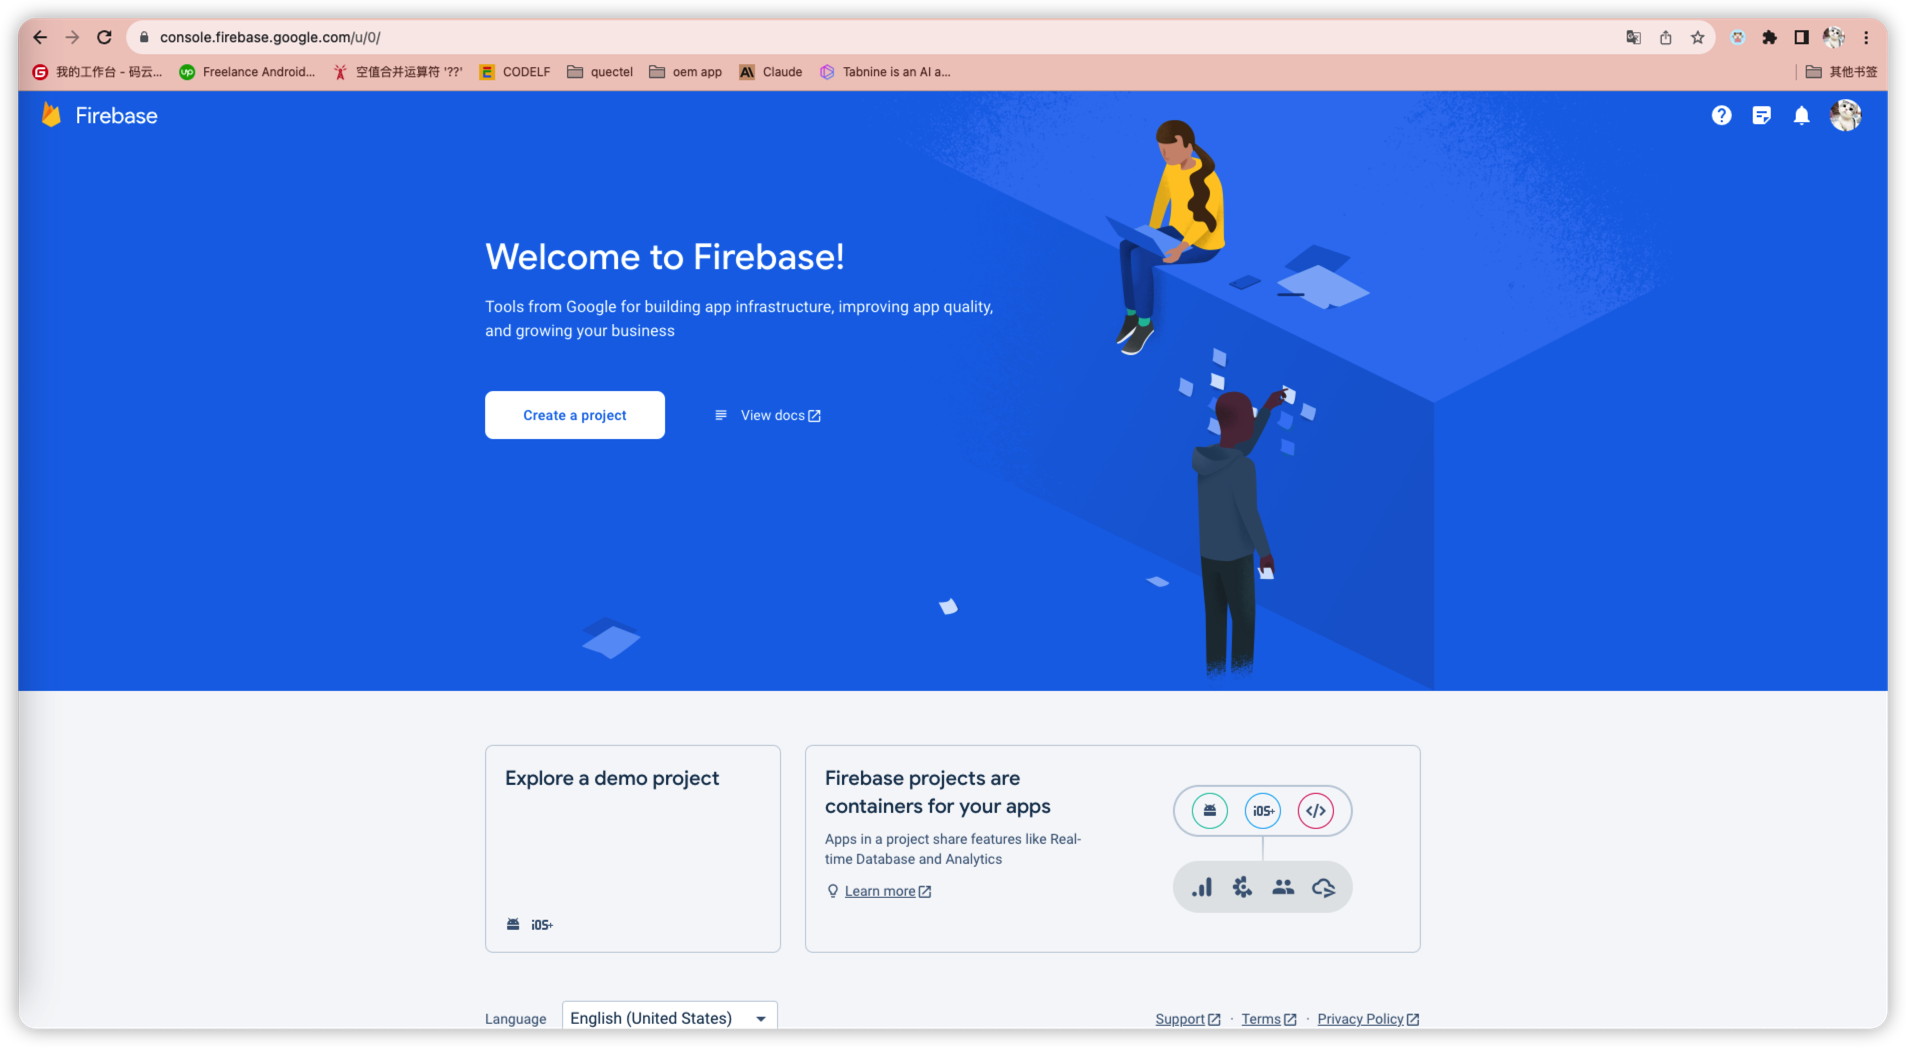 console.firebase.google.com/u/0/
我的工作台 - 码云... Freelance Android... 空值合并运算符 '??' CODELF quectel oem app Claude Tabnine is an AI a... 其他书签
Firebase
Welcome to Firebase!
Tools from Google for building app infrastructure, improving app quality,
and growing your business
Create a project View docs
Explore a demo project
iOS+
Firebase projects are
containers for your apps
Apps in a project share features like Real-
time Database and Analytics
Learn more
iOS+ </>
Language English (United States) Support · Terms · Privacy Policy